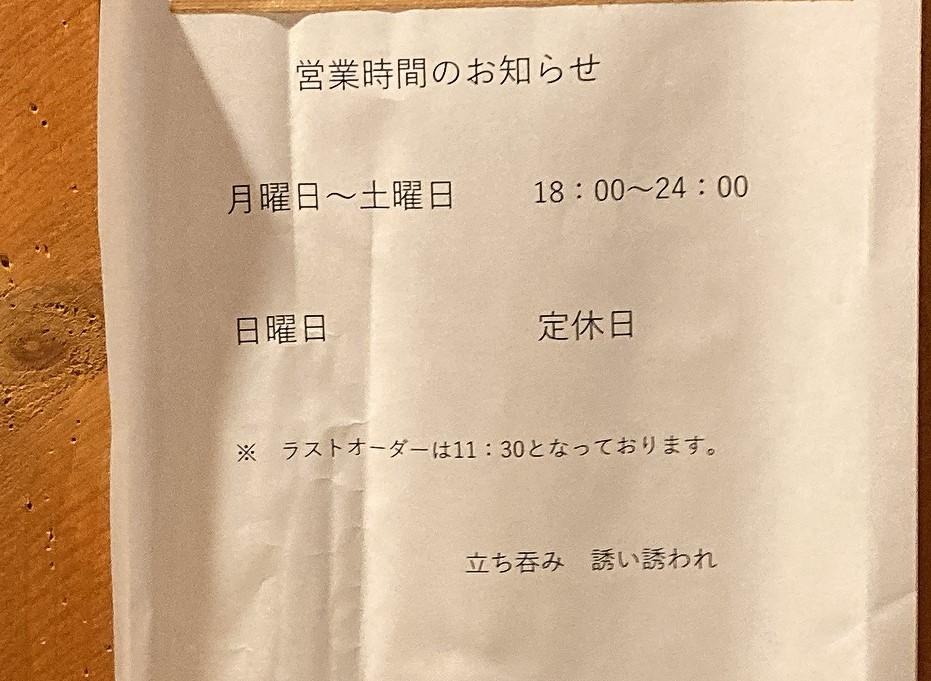 営業時間のお知らせ
月曜日～土曜日　18：00～24：00
日曜日　定休日
※　ラストオーダーは11：30となっております。
立ち呑み　誘い誘われ